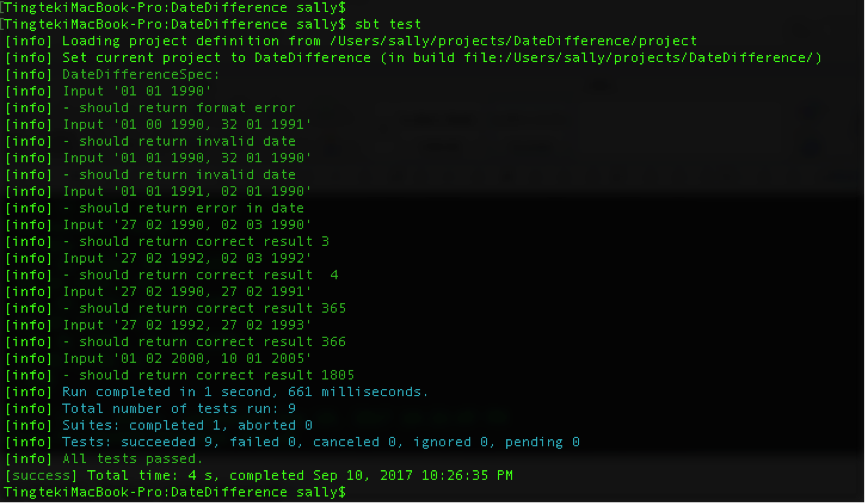 [TingtekiMacBook-Pro:DateDifference sally$
[TingtekiMacBook-Pro:DateDifference sally$ sbt test
[info] Loading project definition from /Users/sally/projects/DateDifference/project
[info] Set current project to DateDifference (in build file:/Users/sally/projects/DateDifference/)
[info] DateDifferenceSpec:
[info] Input '01 01 1990'
[info] - should return format error
[info] Input '01 00 1990, 32 01 1991'
[info] - should return invalid date
[info] Input '01 01 1990, 32 01 1990'
[info] - should return invalid date
[info] Input '01 01 1991, 02 01 1990'
[info] - should return error in date
[info] Input '27 02 1990, 02 03 1990'
[info] - should return correct result 3
[info] Input '27 02 1992, 02 03 1992'
[info] - should return correct result  4
[info] Input '27 02 1990, 27 02 1991'
[info] - should return correct result 365
[info] Input '27 02 1992, 27 02 1993'
[info] - should return correct result 366
[info] Input '01 02 2000, 10 01 2005'
[info] - should return correct result 1805
[info] Run completed in 1 second, 661 milliseconds.
[info] Total number of tests run: 9
[info] Suites: completed 1, aborted 0
[info] Tests: succeeded 9, failed 0, canceled 0, ignored 0, pending 0
[info] All tests passed.
[success] Total time: 4 s, completed Sep 10, 2017 10:26:35 PM
TingtekiMacBook-Pro:DateDifference sally$